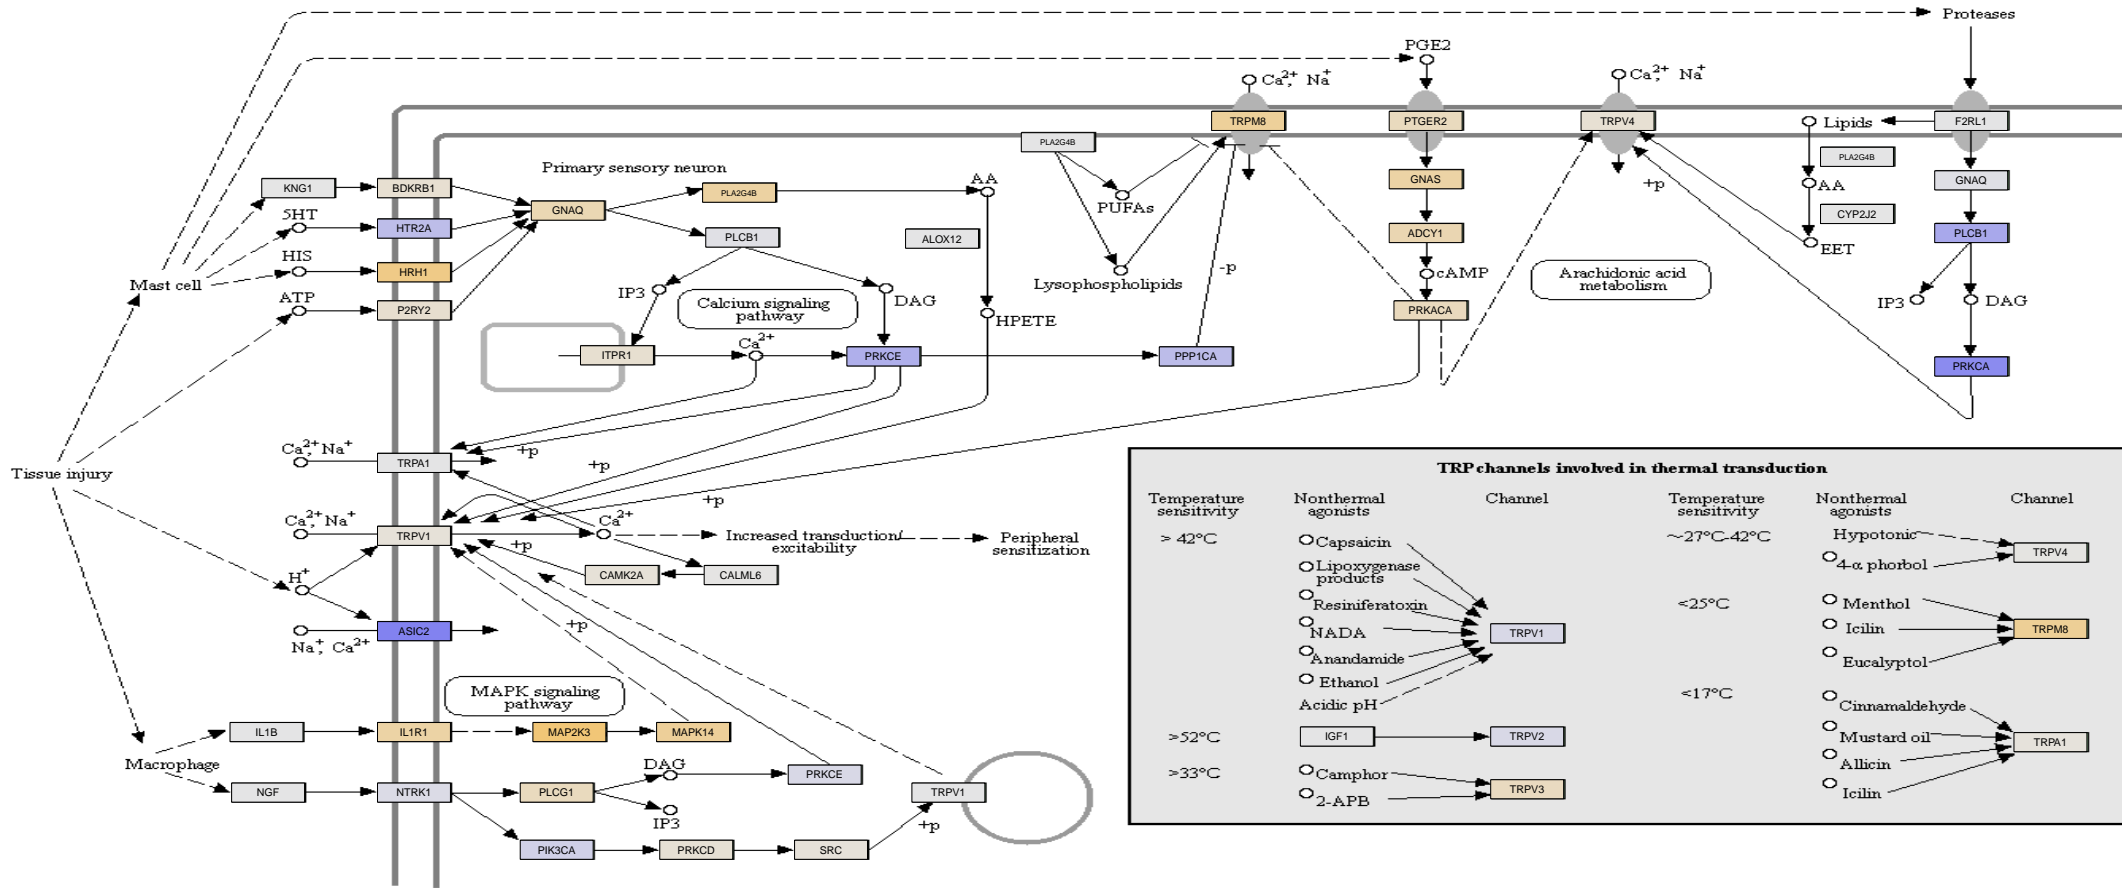 Proteases
PGE2
Ca2+, Na+
Ca2+, Na+
TRPM8
PTGER2
TRPV4
Lipids
F2RL1
PLA2G4B
PLA2G4B
Primary sensory neuron
KNG1
BDKRB1
PLA2G4B
AA
GNAS
+p
AA
GNAQ
5HT
HTR2A
GNAQ
PUFAs
CYP2J2
PLCB1
ALOX12
ADCY1
PLCB1
EET
HIS
HRH1
Mast cell
-p
cAMP
Arachidonic acid
metabolism
Lysophospholipids
ATP
P2RY2
IP3
Calcium signaling
pathway
DAG
HPETE
PRKACA
IP3
DAG
ITPR1
Ca2+
PRKCE
PPP1CA
PRKCA
Ca2+, Na+
TRPA1
+p
+p
Tissue injury
+p
Ca2+, Na+
TRPV1
Ca2+
Increased transduction/
excitability
Peripheral
sensitization
+p
CAMK2A
CALML6
H+
ASIC2
Na+, Ca2+
+p
MAPK signaling
pathway
IL1B
IL1R1
MAP2K3
MAPK14
Macrophage
DAG
PRKCE
NGF
NTRK1
PLCG1
TRPV1
IP3
+p
PIK3CA
PRKCD
SRC
TRP channels involved in thermal transduction
Temperature
sensitivity
Nonthermal
agonists
Channel
> 42°C
Capsaicin
Lipoxygenase
products
Resiniferatoxin
NADA
Anandamide
Ethanol
Acidic pH
TRPV1
>52°C
IGF1
TRPV2
>33°C
Camphor
2-APB
TRPV3
Temperature
sensitivity
Nonthermal
agonists
Channel
~27°C-42°C
Hypotonic
4-α phorbol
TRPV4
<25°C
Menthol
Icilin
Eucalyptol
TRPM8
<17°C
Cinnamaldehyde
Mustard oil
Allicin
Icilin
TRPA1